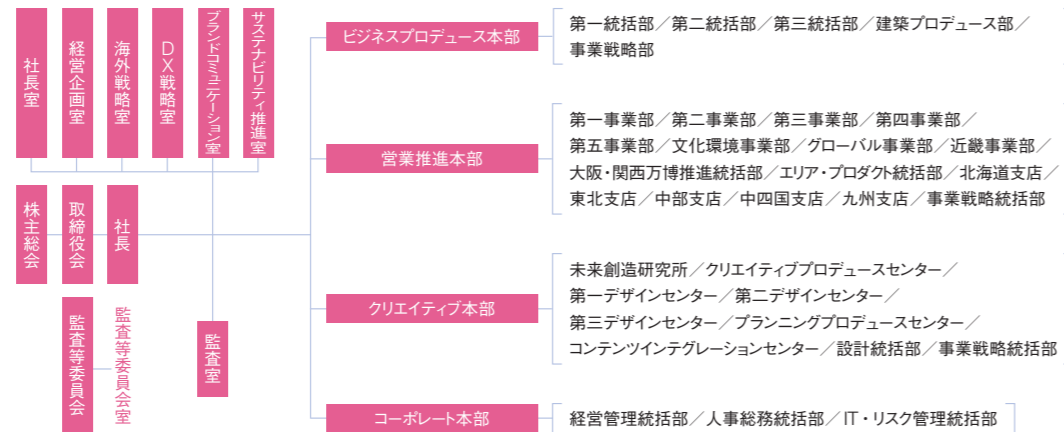 社長室
経営企画室
海外戦略室
DX戦略室
ブランドコミュニケーション室
サステナビリティ推進室
株主総会
取締役会
社長
監査等委員会
監査等委員会室
監査室
ビジネスプロデュース本部
第一統括部／第二統括部／第三統括部／建築プロデュース部／
事業戦略部
営業推進本部
第一事業部／第二事業部／第三事業部／第四事業部／
第五事業部／文化環境事業部／グローバル事業部／近畿事業部／
大阪・関西万博推進統括部／エリア・プロダクト統括部／北海道支店／
東北支店／中部支店／中四国支店／九州支店／事業戦略統括部
クリエイティブ本部
未来創造研究所／クリエイティブプロデュースセンター／
第一デザインセンター／第二デザインセンター／
第三デザインセンター／プランニングプロデュースセンター／
コンテンツインテグレーションセンター／設計統括部／事業戦略統括部
コーポレート本部
経営管理統括部／人事総務統括部／IT・リスク管理統括部